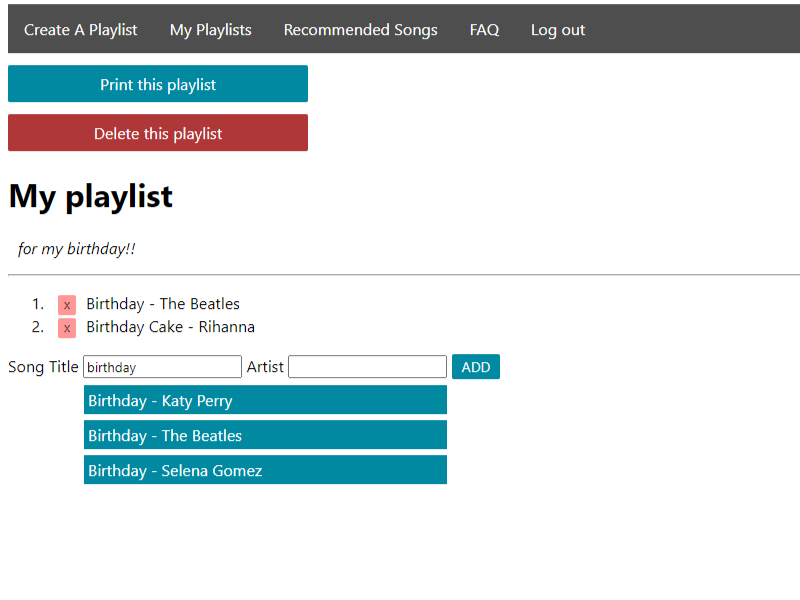 Create A Playlist My Playlists Recommended Songs FAQ Log out
Print this playlist
Delete this playlist
My playlist
for my birthday!!
1. x Birthday - The Beatles
2. x Birthday Cake - Rihanna
Song Title birthday Artist ADD
Birthday - Katy Perry
Birthday - The Beatles
Birthday - Selena Gomez